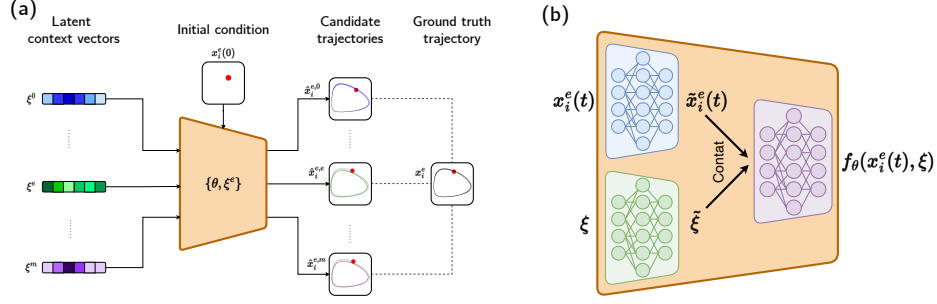 (a)
Latent
context vectors
Initial condition
Candidate
trajectories
Ground truth
trajectory
x_i^e(0)
ξ^0
x̂_i^{e,0}
ξ^e
{θ, ξ^e}
x̂_i^{e,e}
x_i^e
ξ^m
x̂_i^{e,m}
(b)
x_i^e(t)
x̃_i^e(t)
Contat
f_θ(x_i^e(t), ξ)
ξ
ξ̃